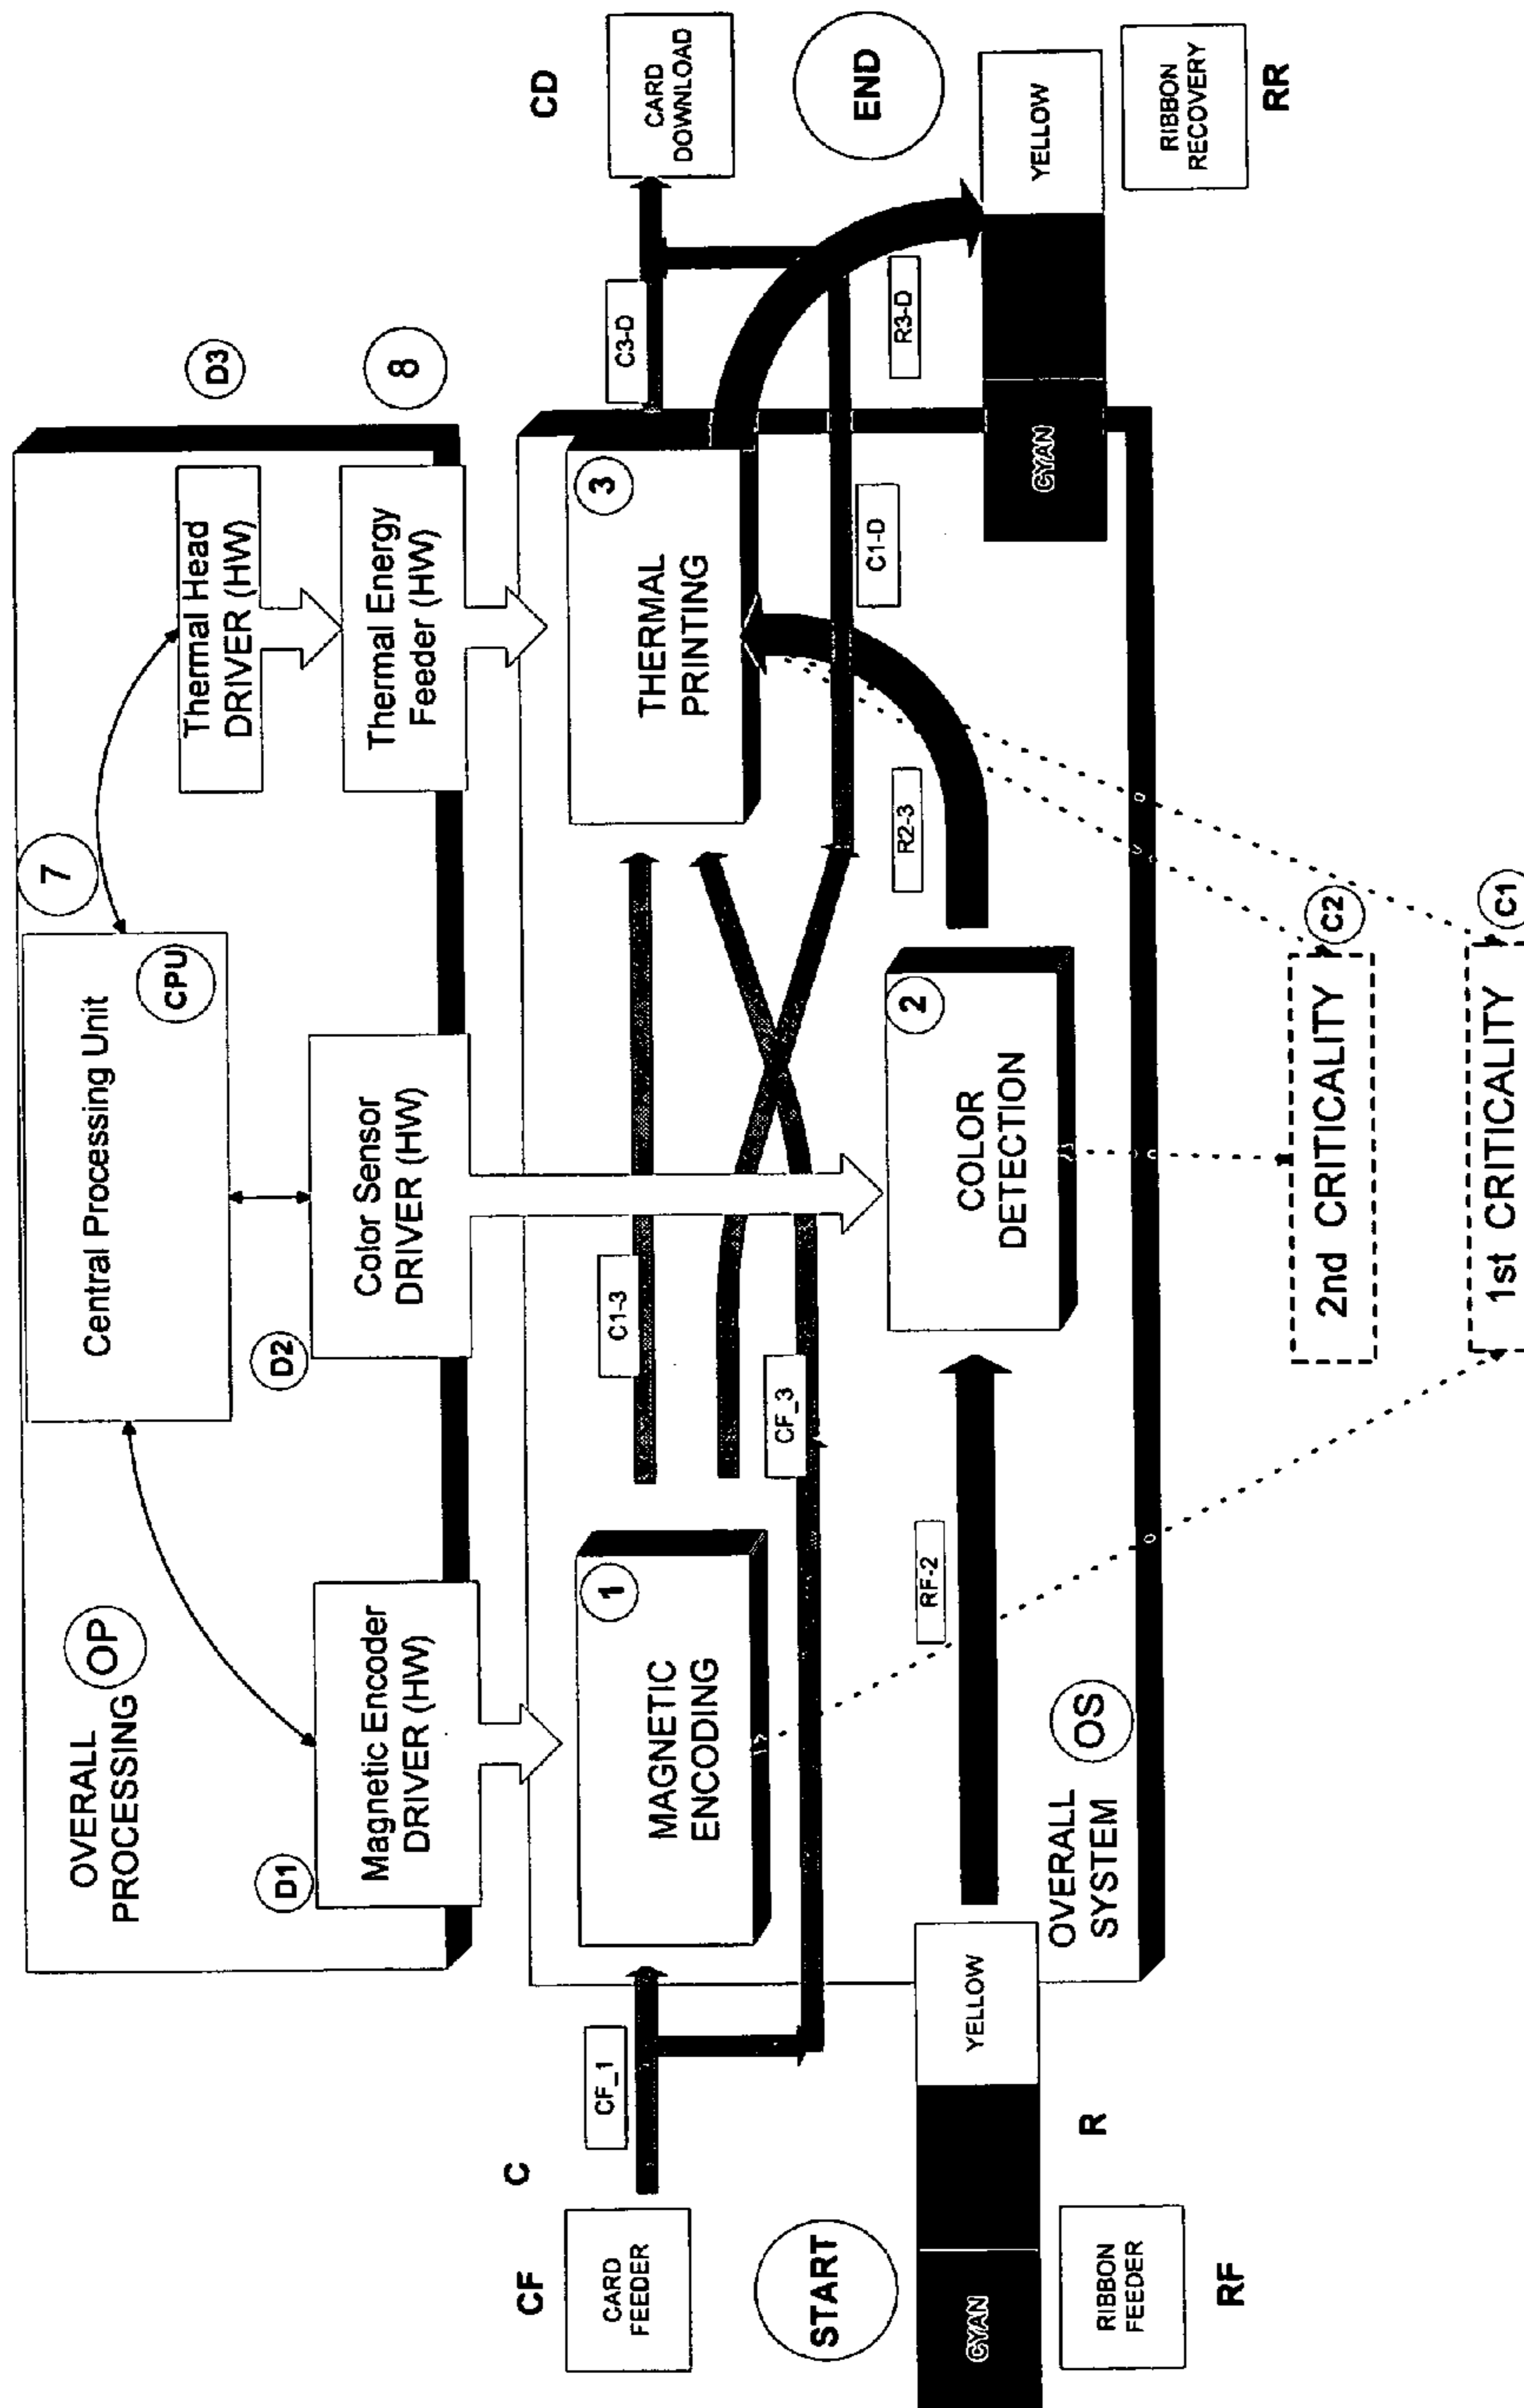 OVERALL
PROCESSING
OP
Central Processing Unit
CPU
7
D1
Magnetic Encoder
DRIVER (HW)
D2
Color Sensor
DRIVER (HW)
Thermal Head
DRIVER (HW)
D3
Thermal Energy
Feeder (HW)
8
CF
C
CARD
FEEDER
CF_1
MAGNETIC
ENCODING
1
C1-3
THERMAL
PRINTING
3
C3-D
CD
CARD
DOWNLOAD
START
CF_3
C1-D
END
CYAN
YELLOW
RF-2
COLOR
DETECTION
2
R2-3
R3-D
CYAN
YELLOW
R
RIBBON
FEEDER
RF
OVERALL
SYSTEM
OS
RIBBON
RECOVERY
RR
2nd CRITICALITY
C2
1st CRITICALITY
C1